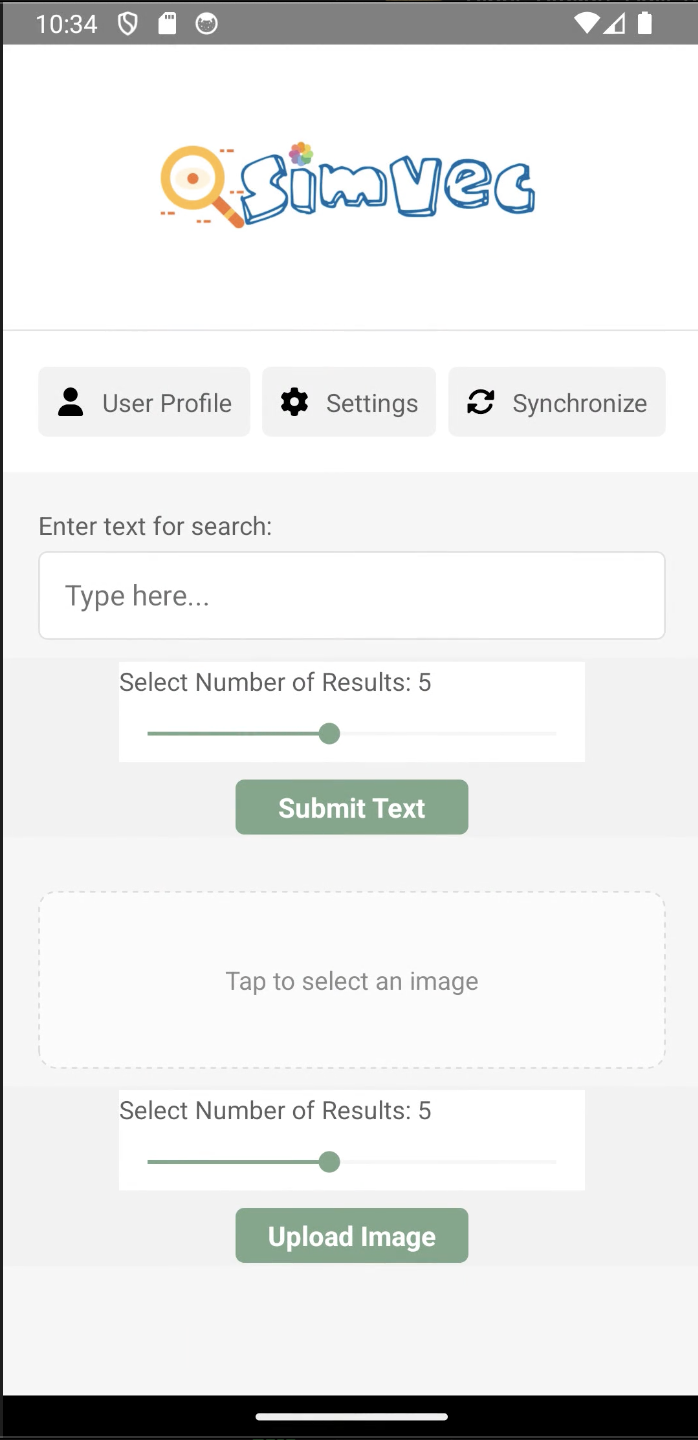 10:34
SimVec
User Profile
Settings
Synchronize
Enter text for search:
Type here...
Select Number of Results: 5
Submit Text
Tap to select an image
Select Number of Results: 5
Upload Image